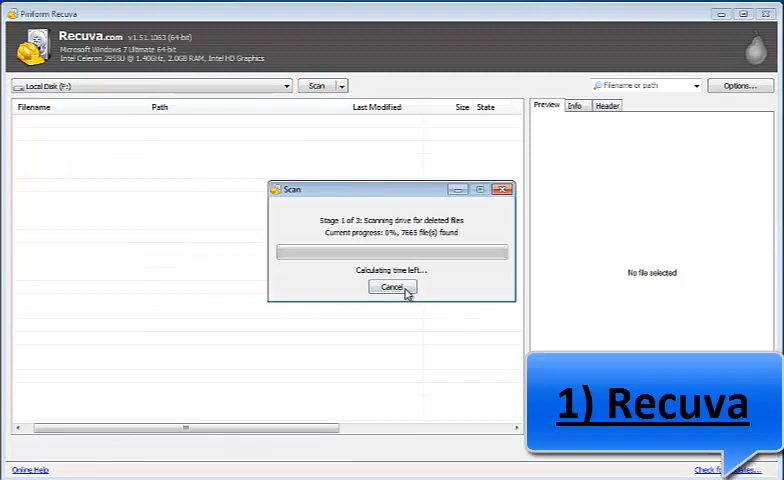 Piriform Recuva
Recuva.com v1.51.1063 (64-bit)
Microsoft Windows 7 Ultimate 64-bit
Intel Celeron 2955U @ 1.40GHz, 2.0GB RAM, Intel HD Graphics
Local Disk (F:) Scan Filename or path Options...
Filename Path Last Modified Size State Preview Info Header
Scan
Stage 1 of 3: Scanning drive for deleted files
Current progress: 0%, 7665 file(s) found
Calculating time left...
Cancel
No file selected
1) Recuva
Online Help Check